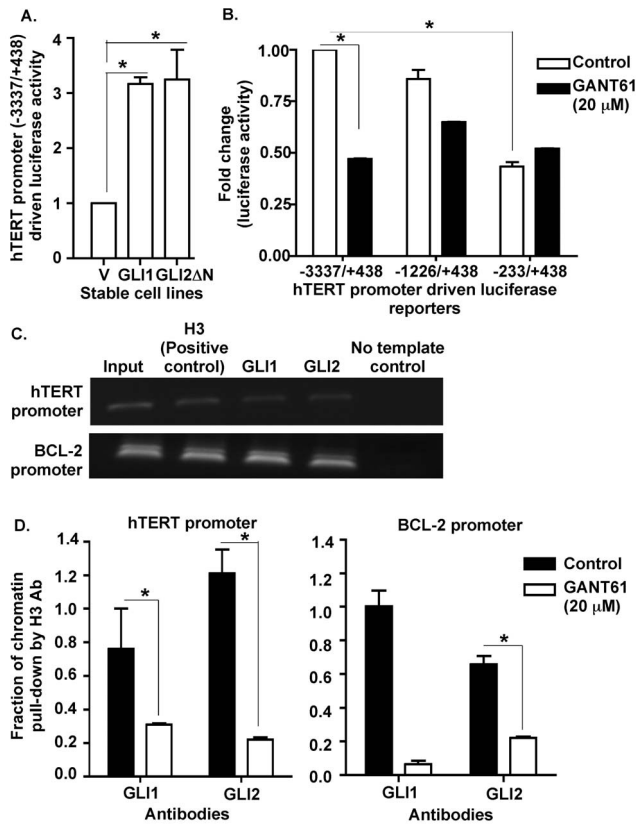 A.
hTERT promoter (-3337/+438)
driven luciferase activity
4
3
2
1
0
*
*
V GLI1 GLI2ΔN
Stable cell lines
B.
Fold change
(luciferase activity)
1.00
0.75
0.50
0.25
0.00
*
*
Control
GANT61
(20 μM)
-3337/+438 -1226/+438 -233/+438
hTERT promoter driven luciferase
reporters
C.
Input
H3
(Positive
control)
GLI1
GLI2
No template
control
hTERT
promoter
BCL-2
promoter
D.
hTERT promoter
Fraction of chromatin
pull-down by H3 Ab
1.4
1.2
1.0
0.8
0.6
0.4
0.2
0.0
*
*
GLI1 GLI2
Antibodies
BCL-2 promoter
1.4
1.2
1.0
0.8
0.6
0.4
0.2
0.0
*
Control
GANT61
(20 μM)
GLI1 GLI2
Antibodies